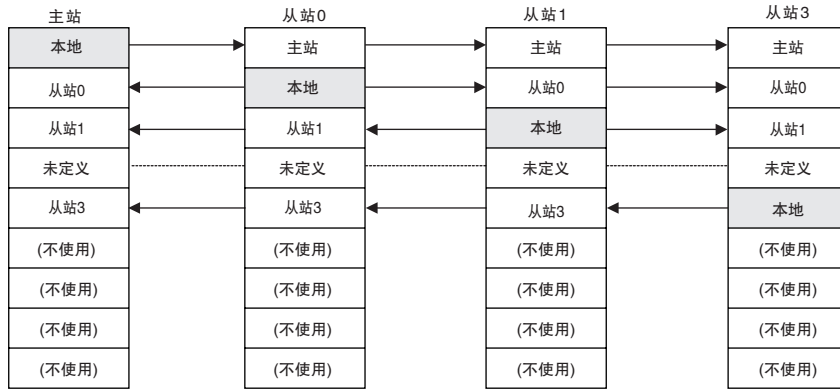 主站 从站0 从站1 从站3
本地 主站 主站 主站
从站0 本地 从站0 从站0
从站1 从站1 本地 从站1
未定义 未定义 未定义 未定义
从站3 从站3 从站3 本地
(不使用) (不使用) (不使用) (不使用)
(不使用) (不使用) (不使用) (不使用)
(不使用) (不使用) (不使用) (不使用)
(不使用) (不使用) (不使用) (不使用)